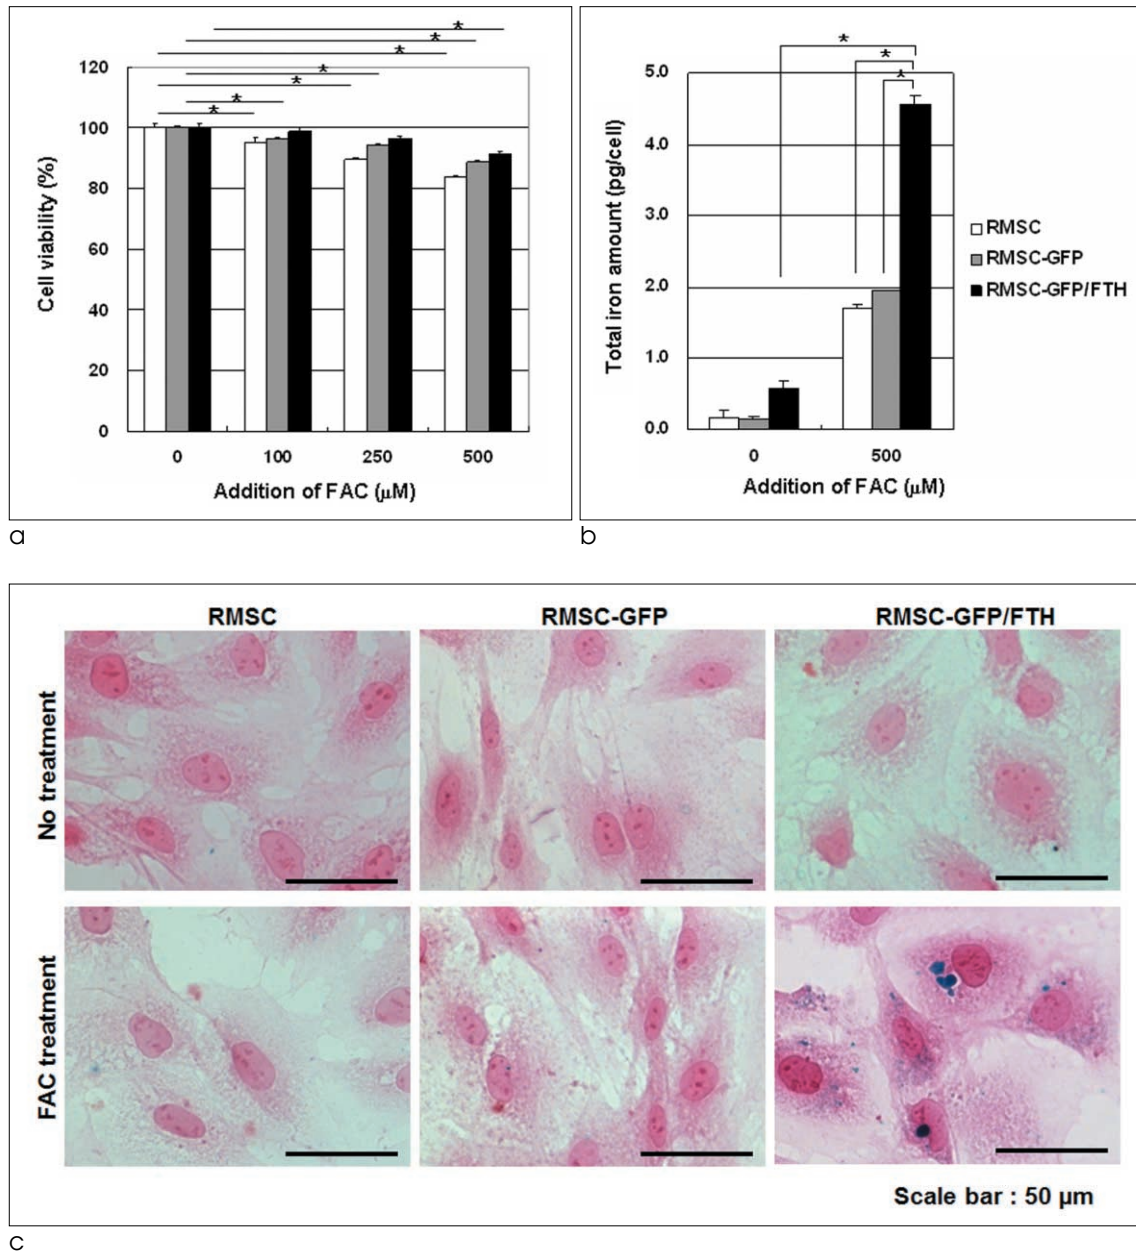 * 
*
*
*
*
*
*
120
100
80
60
40
20
0
Cell viability (%)
0 100 250 500
Addition of FAC (μM)
a
*
*
*
5.0
4.0
3.0
2.0
1.0
0.0
Total iron amount (pg/cell)
0 500
Addition of FAC (μM)
RMSC
RMSC-GFP
RMSC-GFP/FTH
b
RMSC RMSC-GFP RMSC-GFP/FTH
No treatment
FAC treatment
Scale bar : 50 μm
c